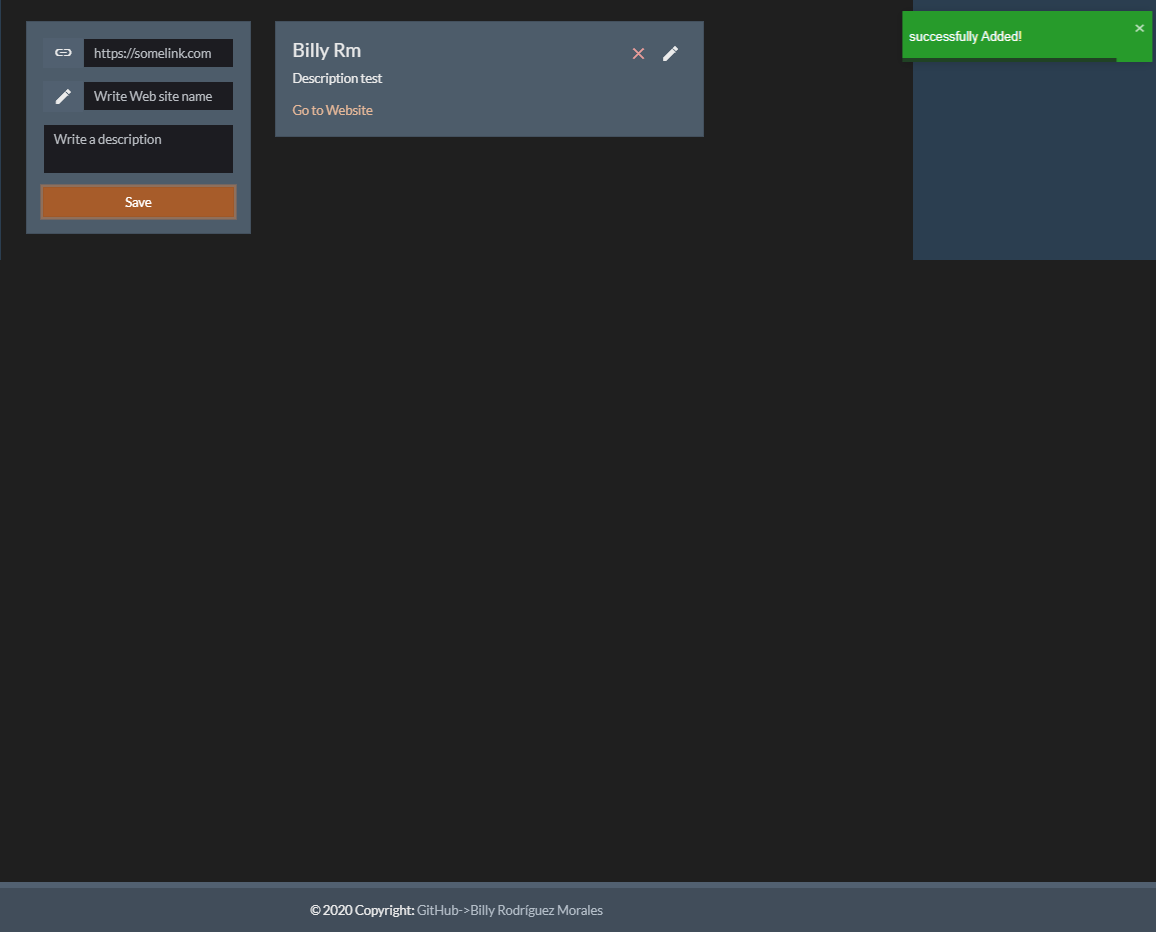 https://somelink.com
Write Web site name
Write a description
Save
Billy Rm
Description test
Go to Website
successfully Added!
×
© 2020 Copyright: GitHub->Billy Rodríguez Morales